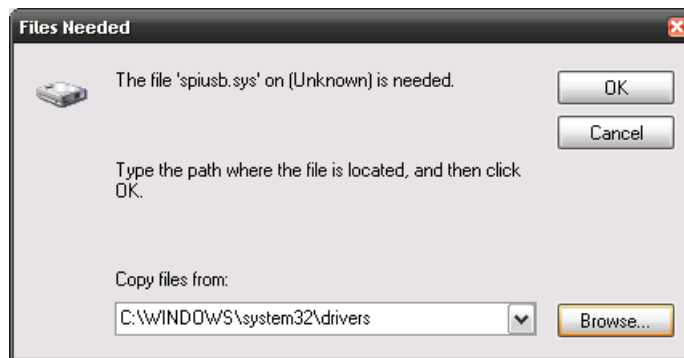 Files Needed
The file 'spiusb.sys' on (Unknown) is needed.
OK
Cancel
Type the path where the file is located, and then click
OK.
Copy files from:
C:\WINDOWS\system32\drivers
Browse...